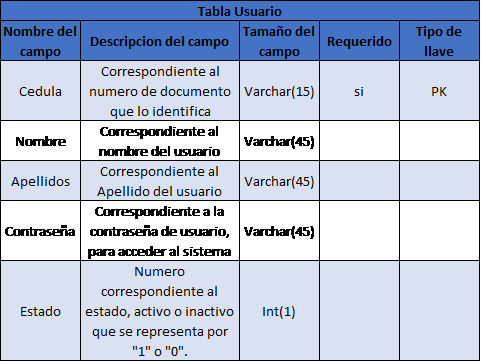 Tabla Usuario
Nombre del campo Descripcion del campo Tamaño del campo Requerido Tipo de llave
Cedula Correspondiente al numero de documento que lo identifica Varchar(15) si PK
Nombre Correspondiente al nombre del usuario Varchar(45)
Apellidos Correspondiente al Apellido del usuario Varchar(45)
Contraseña Correspondiente a la contraseña de usuario, para acceder al sistema Varchar(45)
Estado Numero correspondiente al estado, activo o inactivo que se representa por "1" o "0". Int(1)